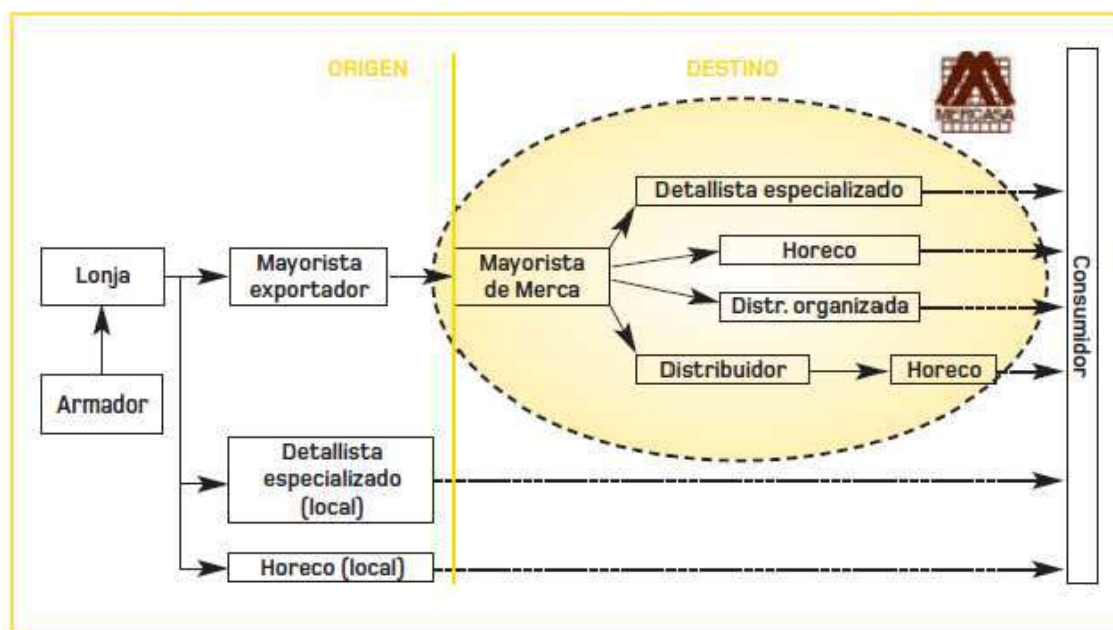 ORIGEN
DESTINO
MERCASA
Detallista especializado
Lonja
Mayorista
exportador
Mayorista
de Merca
Horeco
Distr. organizada
Distribuidor
Horeco
Armador
Detallista
especializado
(local)
Horeco (local)
Consumidor